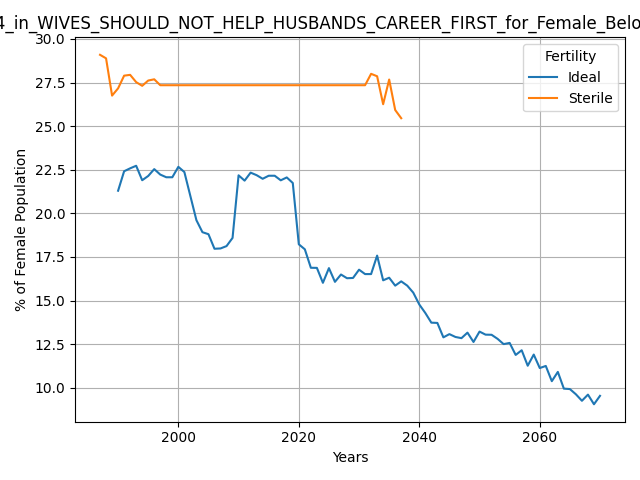 4_in_WIVES_SHOULD_NOT_HELP_HUSBANDS_CAREER_FIRST_for_Female_Belo
30.0
27.5
25.0
22.5
20.0
17.5
15.0
12.5
10.0
% of Female Population
Fertility
Ideal
Sterile
2000
2020
2040
2060
Years